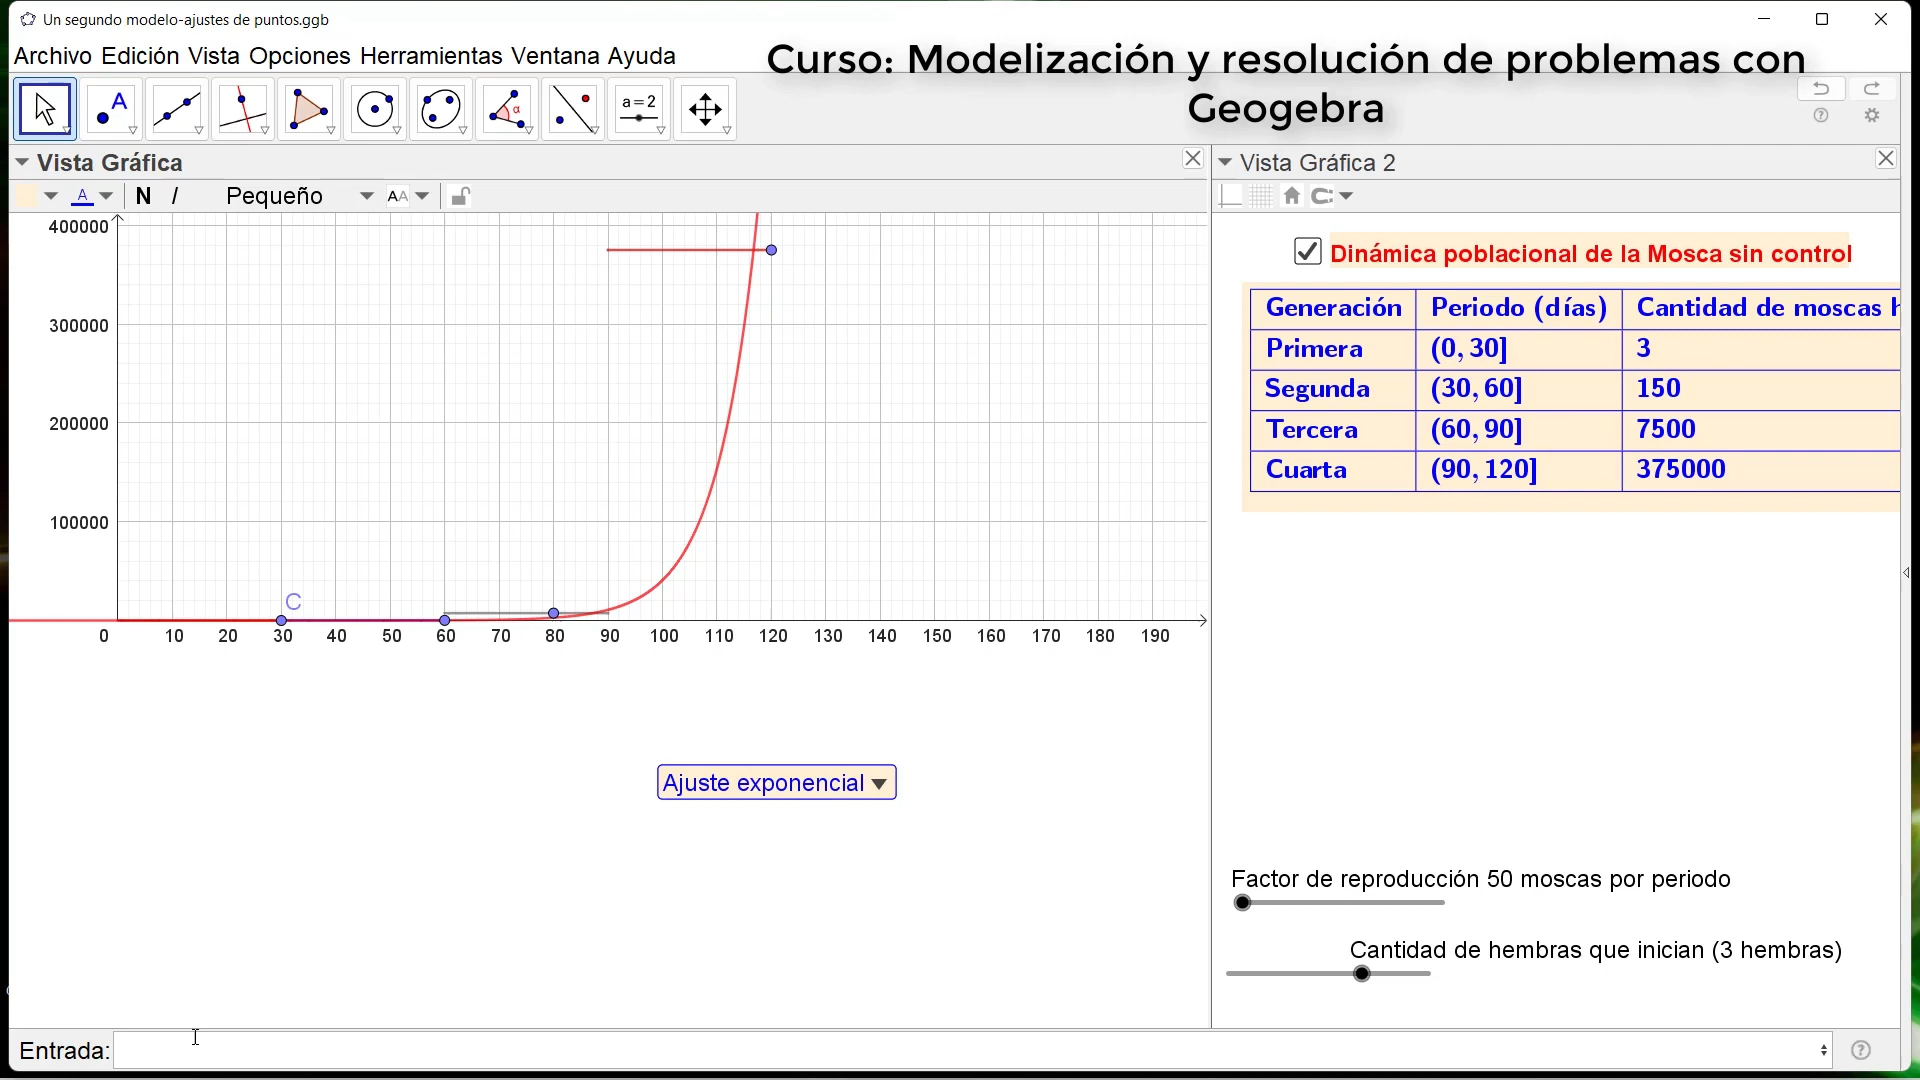 Un segundo modelo-ajustes de puntos.ggb
Archivo Edición Vista Opciones Herramientas Ventana Ayuda
Curso: Modelización y resolución de problemas con
Geogebra
A
α
a=2
Vista Gráfica
Vista Gráfica 2
A
N
I
Pequeño
AA
400000
300000
200000
100000
C
0 10 20 30 40 50 60 70 80 90 100 110 120 130 140 150 160 170 180 190
Ajuste exponencial
Dinámica poblacional de la Mosca sin control
Generación Periodo (días) Cantidad de moscas h
Primera (0, 30] 3
Segunda (30, 60] 150
Tercera (60, 90] 7500
Cuarta (90, 120] 375000
Factor de reproducción 50 moscas por periodo
Cantidad de hembras que inician (3 hembras)
Entrada: